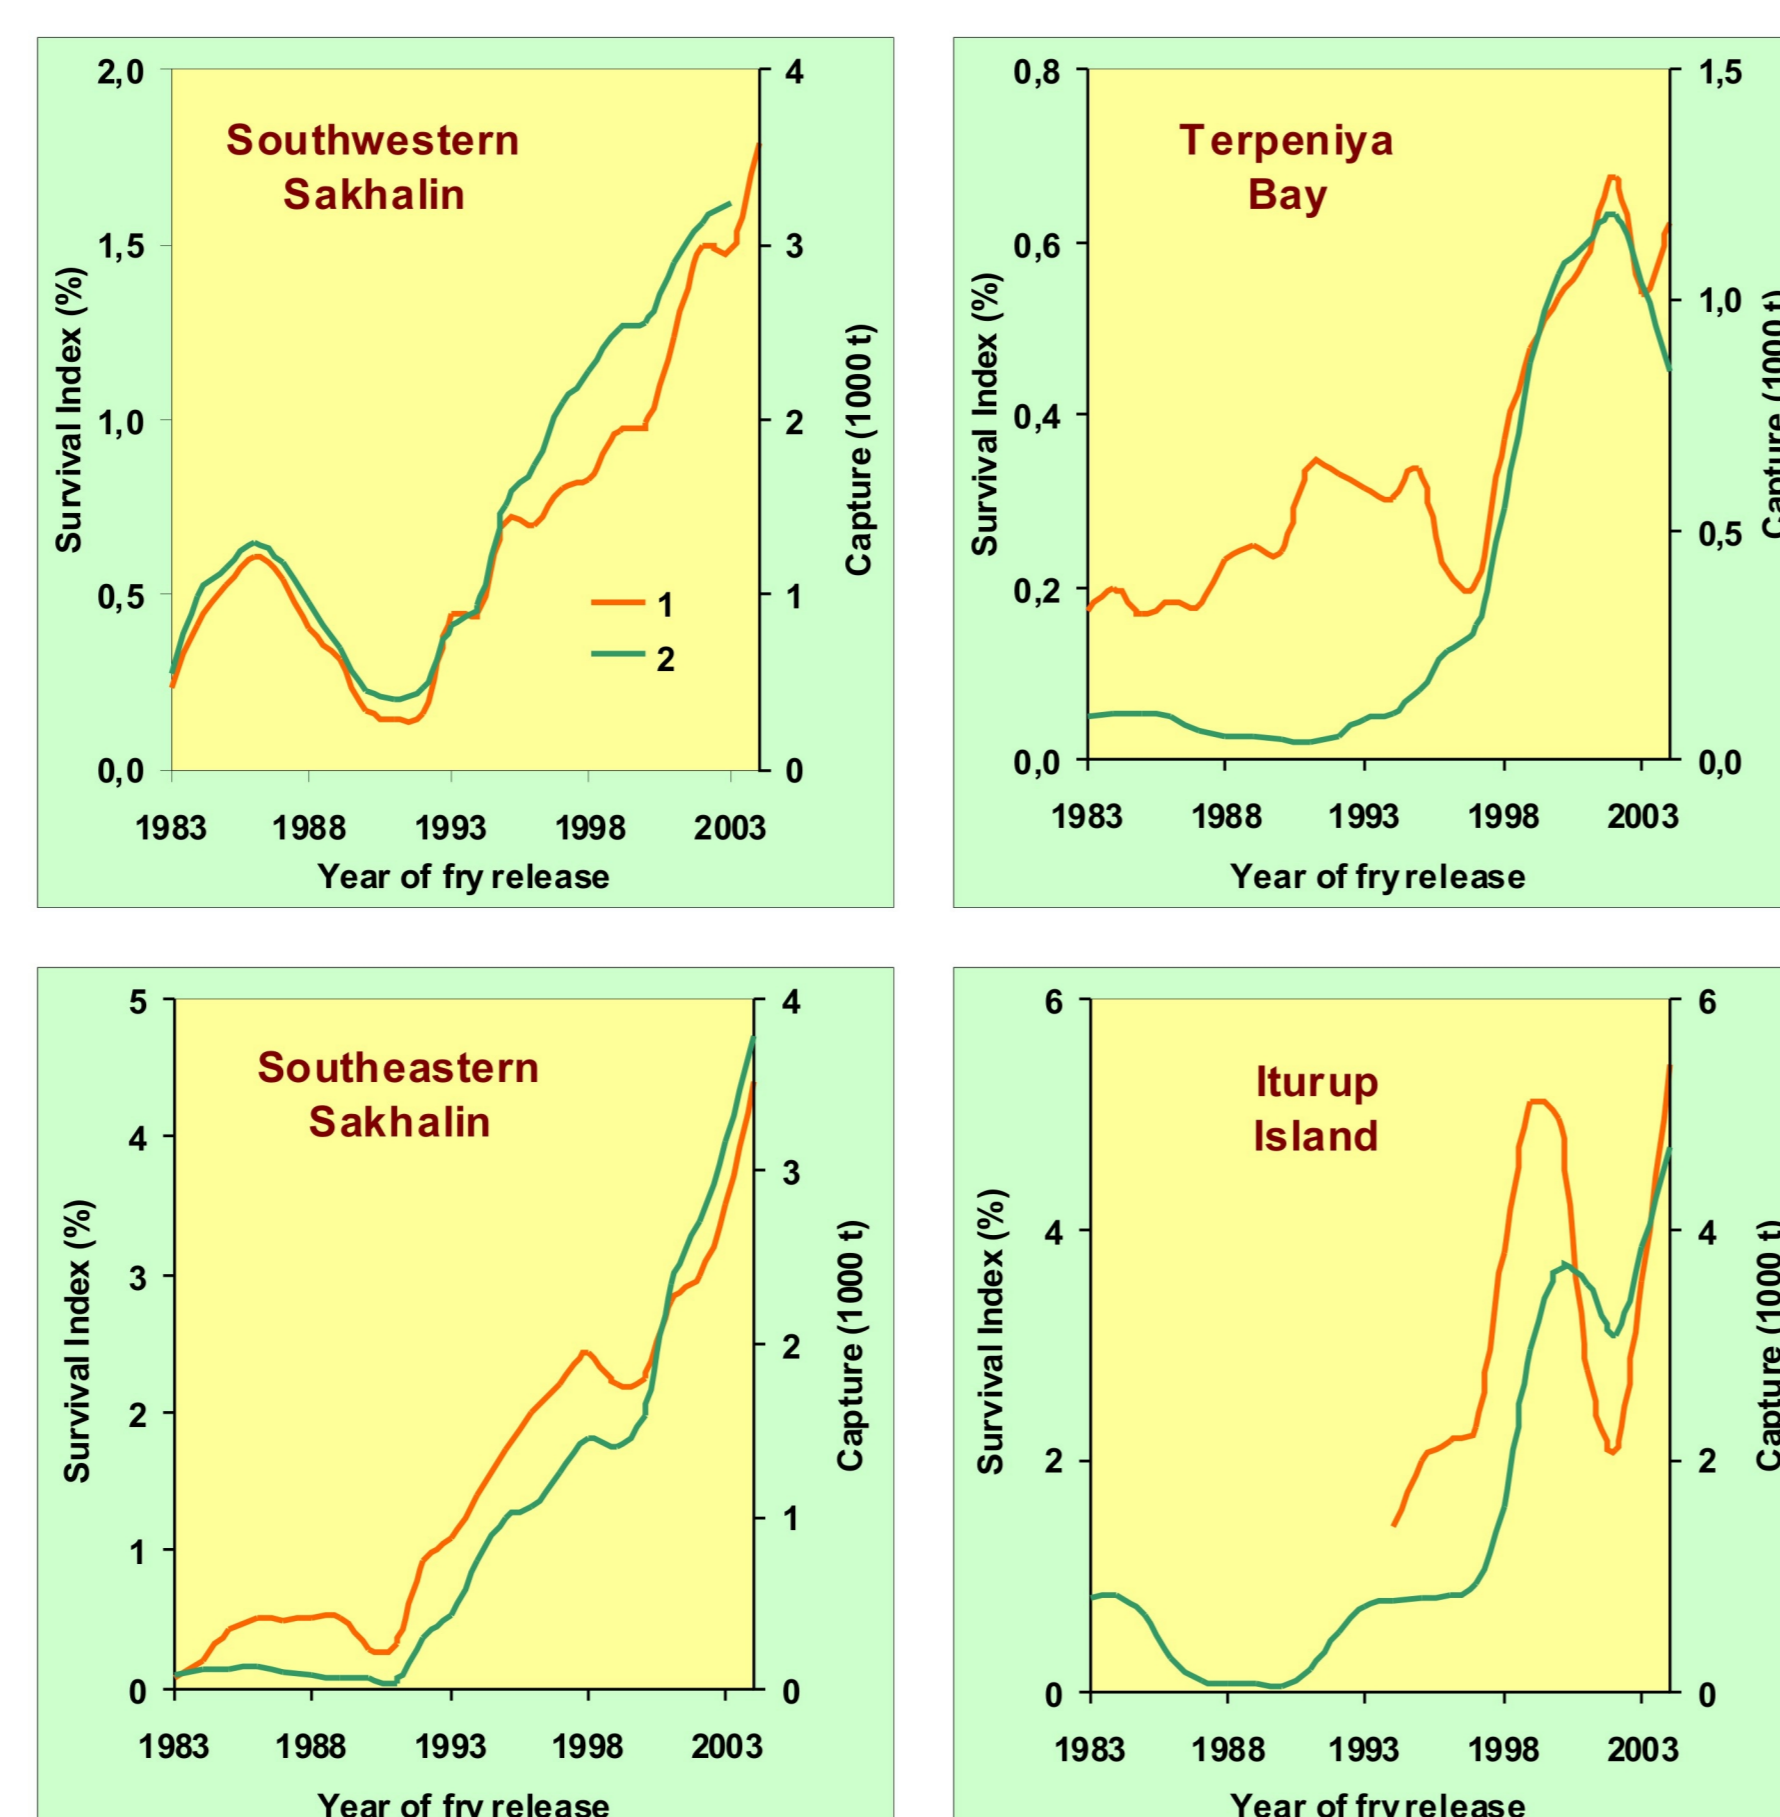 Southwestern
Sakhalin
2,0
1,5
1,0
0,5
0,0
4
3
2
1
0
Survival Index (%)
Capture (1000 t)
1
2
1983 1988 1993 1998 2003
Year of fry release
Terpeniya
Bay
0,8
0,6
0,4
0,2
0,0
1,5
1,0
0,5
0,0
Survival Index (%)
Capture (1000 t)
1983 1988 1993 1998 2003
Year of fry release
Southeastern
Sakhalin
5
4
3
2
1
0
4
3
2
1
0
Survival Index (%)
Capture (1000 t)
1983 1988 1993 1998 2003
Year of fry release
Iturup
Island
6
4
2
0
6
4
2
0
Survival Index (%)
Capture (1000 t)
1983 1988 1993 1998 2003
Year of fry release